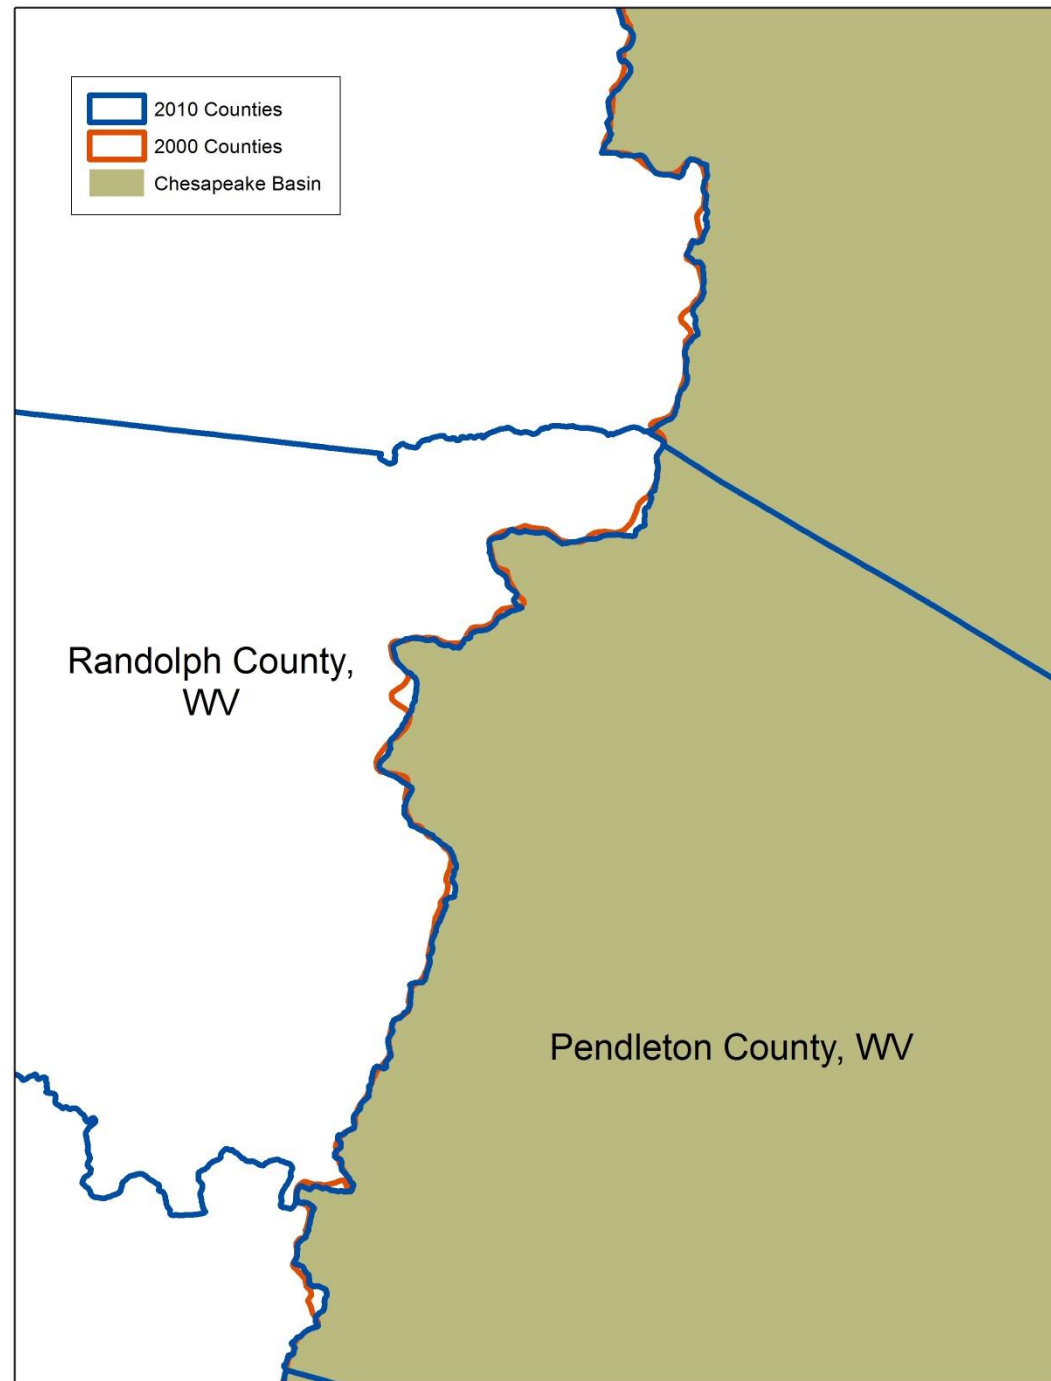 2010 Counties
2000 Counties
Chesapeake Basin
Randolph County,
WV
Pendleton County, WV